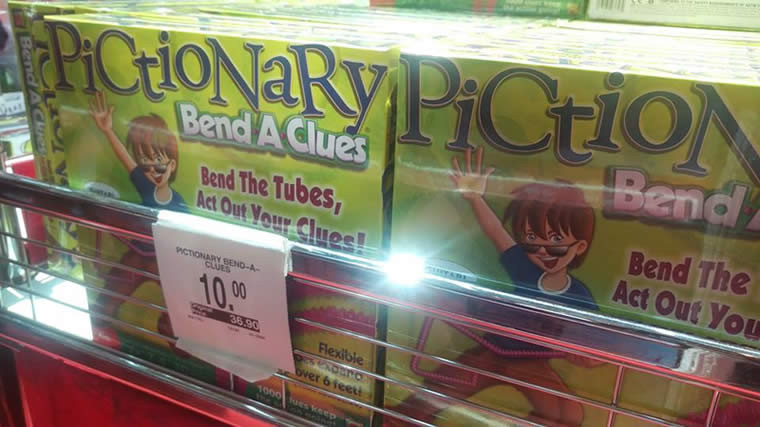 PiCtioNaRy
Bend A Clues
Bend The Tubes,
Act Out Your Clues!
PiCtioN
Bend
Bend The
Act Out You
PICTIONARY BEND-A-
CLUES
10.00
36.90
Flexible
over 6 feet!
1000